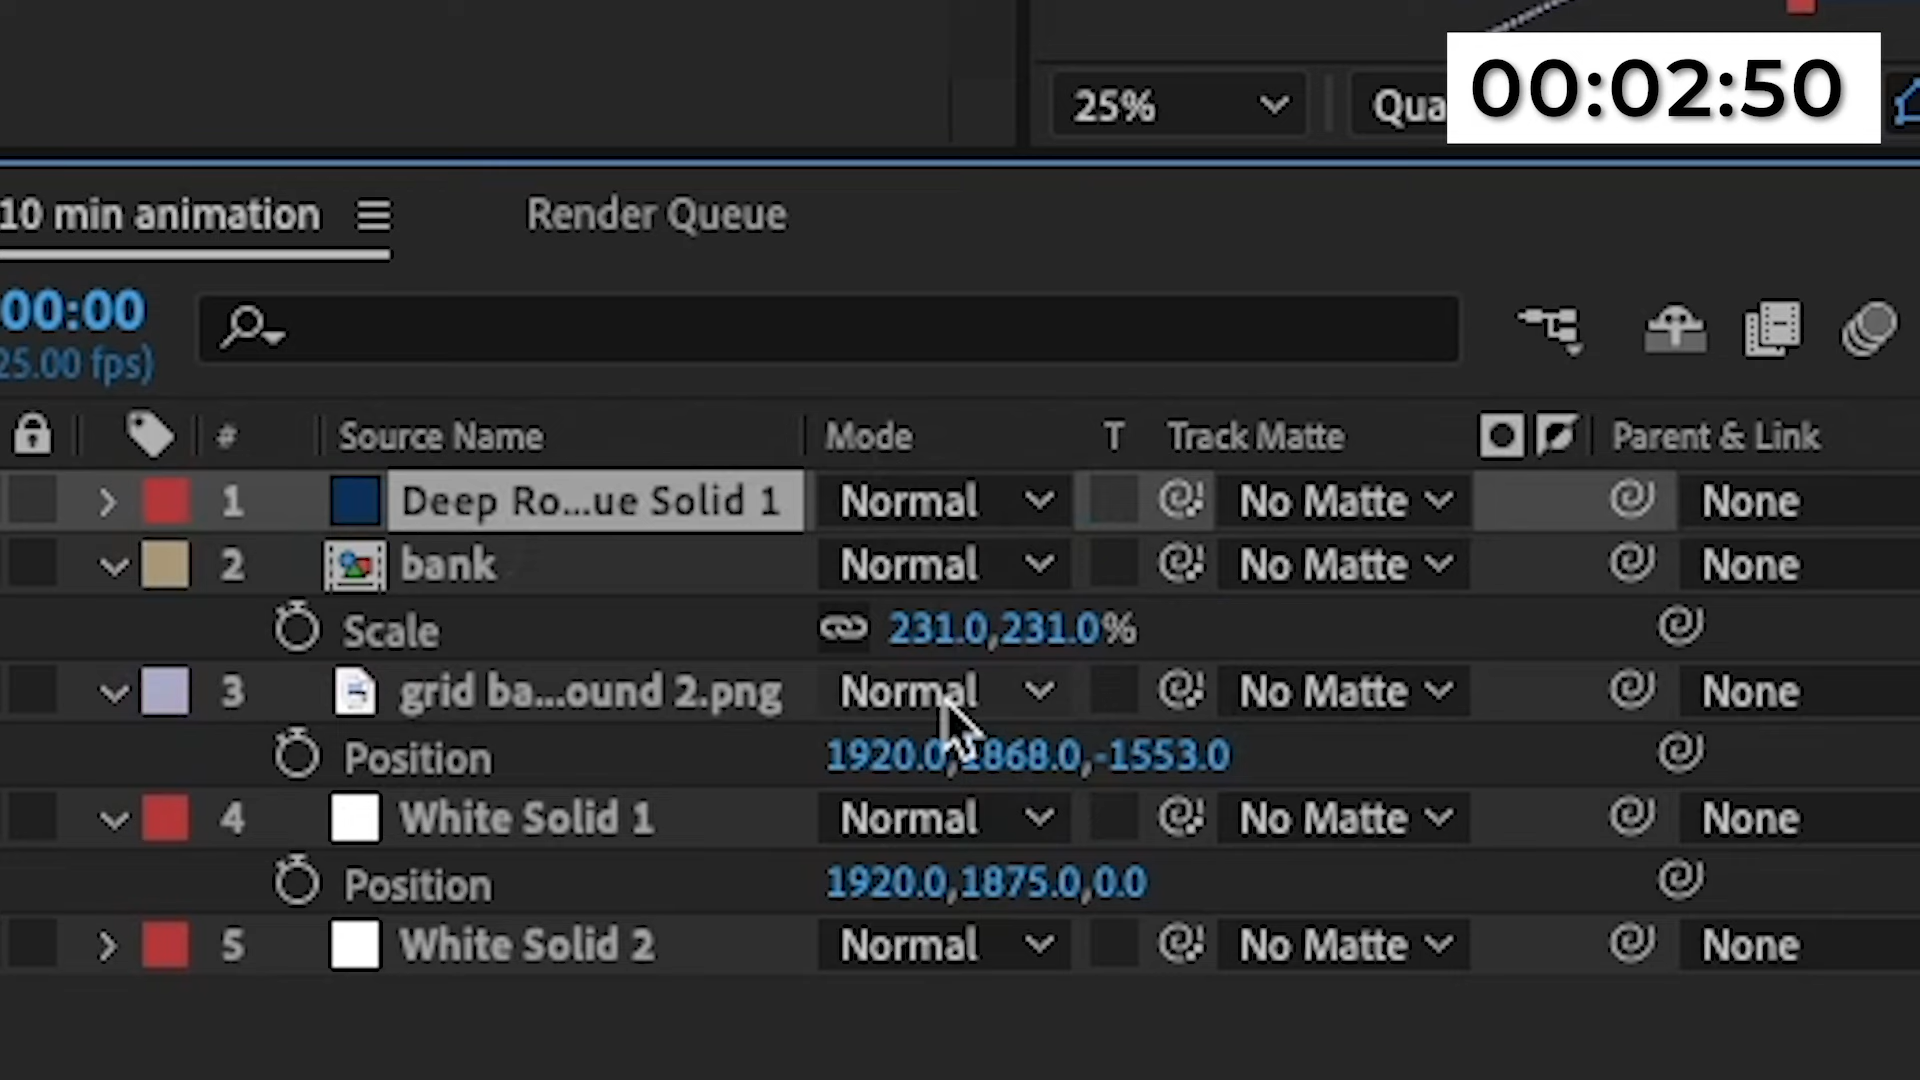 25%
Qua
00:02:50
10 min animation
Render Queue
00:00
25.00 fps)
# Source Name Mode T Track Matte Parent & Link
1 Deep Ro...ue Solid 1 Normal No Matte None
2 bank Normal No Matte None
Scale 231.0,231.0%
3 grid ba...ound 2.png Normal No Matte None
Position 1920.0,1868.0,-1553.0
4 White Solid 1 Normal No Matte None
Position 1920.0,1875.0,0.0
5 White Solid 2 Normal No Matte None